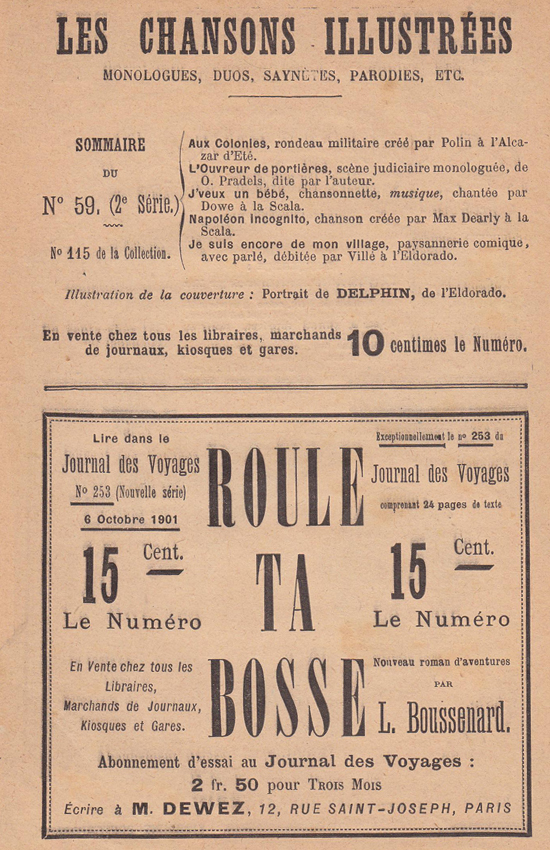 LES CHANSONS ILLUSTRÉES
MONOLOGUES, DUOS, SAYNÈTES, PARODIES, ETC.
SOMMAIRE
DU
N° 59. (2e Série.)
N° 115 de la Collection.
Aux Colonies, rondeau militaire créé par Polin à l'Alca-
zar d'Eté.
L'Ouvreur de portières, scène judiciaire monologuée, de
O. Pradels, dite par l'auteur.
J'veux un bébé, chansonnette, musique, chantée par
Dowe à la Scala.
Napoléon Incognito, chanson créée par Max Dearly à la
Scala.
Je suis encore de mon village, paysannerie comique,
avec parlé, débitée par Villé à l'Eldorado.
Illustration de la couverture : Portrait de DELPHIN, de l'Eldorado.
En vente chez tous les libraires, marchands
de journaux, kiosques et gares.
10 centimes le Numéro.
Lire dans le
Journal des Voyages
N° 253 (Nouvelle série)
6 Octobre 1901
15 Cent.
Le Numéro
En Vente chez tous les
Libraires,
Marchands de Journaux,
Kiosques et Gares.
ROULE
TA
BOSSE
Exceptionnellement le n° 253 du
Journal des Voyages
comprenant 24 pages de texte
15 Cent.
Le Numéro
Nouveau roman d'aventures
PAR
L. Boussenard.
Abonnement d'essai au Journal des Voyages :
2 fr. 50 pour TROIS MOIS
Écrire à M. DEWEZ, 12, RUE SAINT-JOSEPH, PARIS